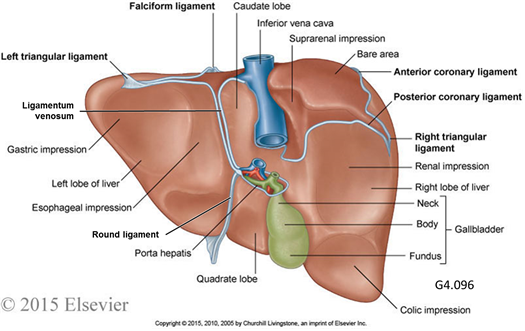 Falciform ligament
Caudate lobe
Inferior vena cava
Suprarenal impression
Bare area
Left triangular ligament
Anterior coronary ligament
Posterior coronary ligament
Ligamentum
venosum
Gastric impression
Right triangular
ligament
Renal impression
Left lobe of liver
Right lobe of liver
Esophageal impression
Neck
Body
Gallbladder
Round ligament
Porta hepatis
Fundus
Quadrate lobe
G4.096
Colic impression
© 2015 Elsevier
Copyright © 2015, 2010, 2005 by Churchill Livingstone, an imprint of Elsevier Inc.